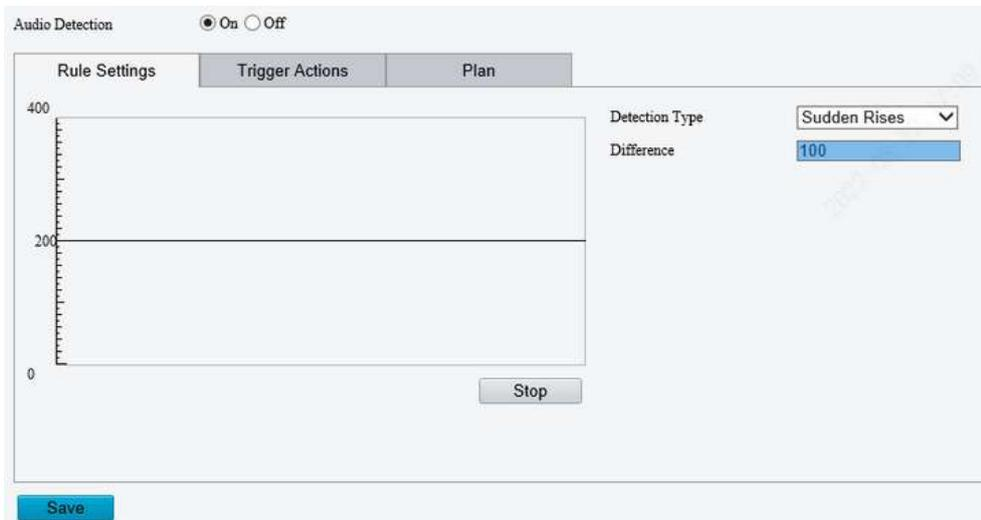 Audio Detection On Off
Rule Settings Trigger Actions Plan
400
Detection Type Sudden Rises
Difference 100
200
0
Stop
Save